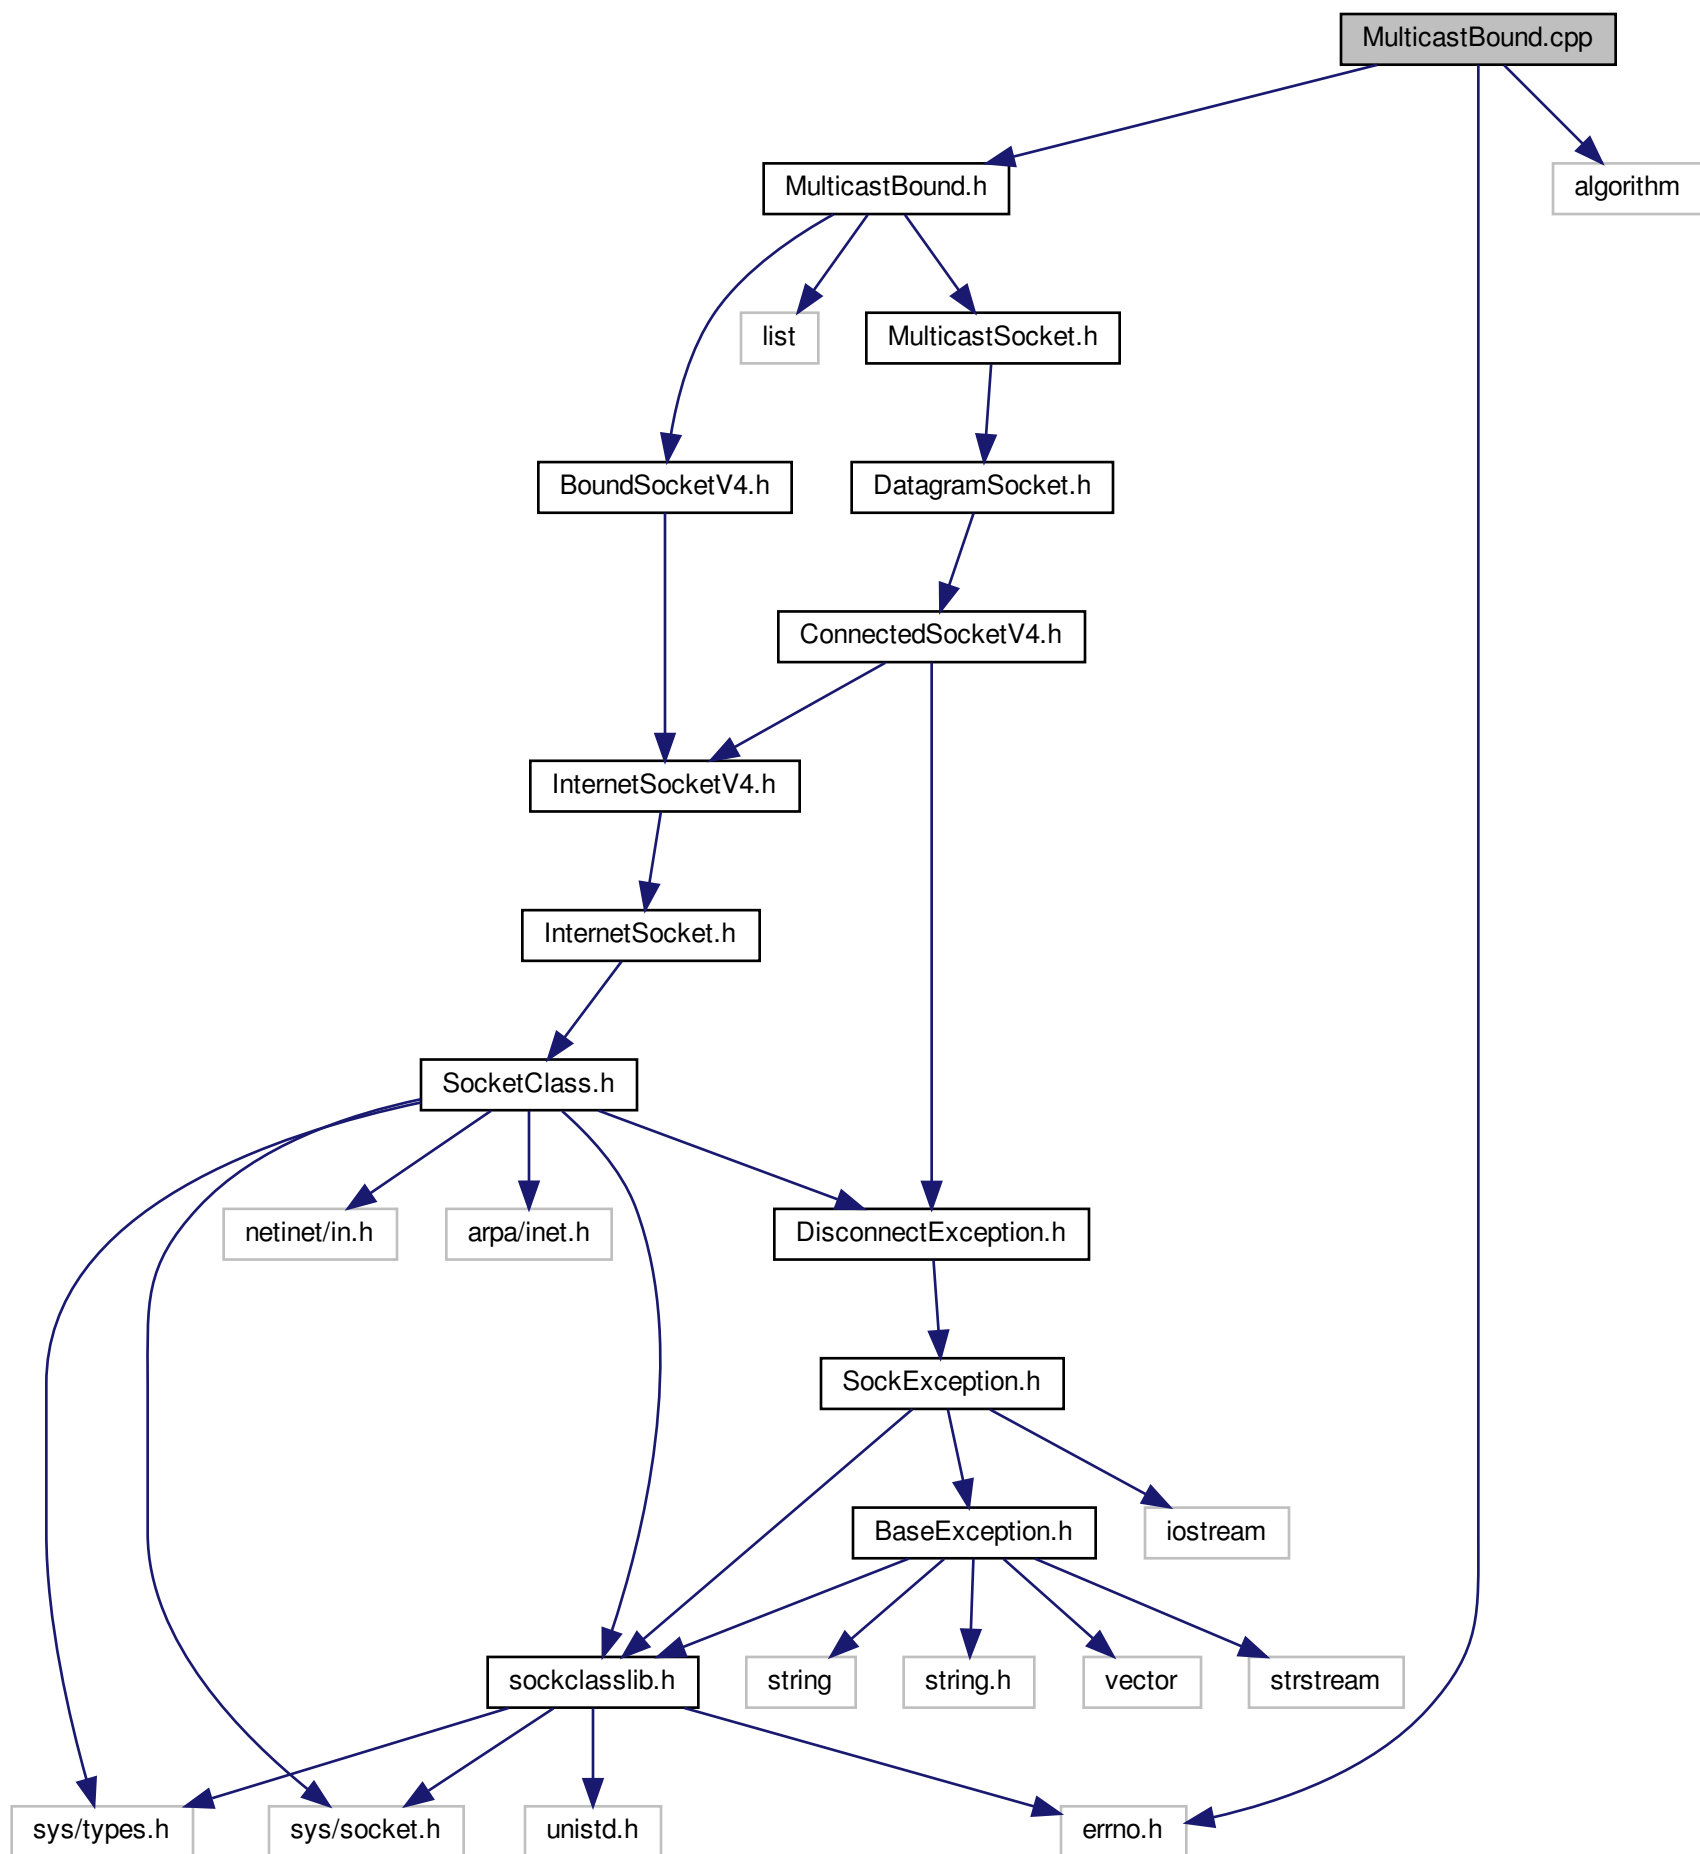 MulticastBound.cpp
MulticastBound.h
algorithm
list
MulticastSocket.h
BoundSocketV4.h
DatagramSocket.h
ConnectedSocketV4.h
InternetSocketV4.h
InternetSocket.h
SocketClass.h
netinet/in.h
arpa/inet.h
DisconnectException.h
SockException.h
BaseException.h
iostream
sockclasslib.h
string
string.h
vector
strstream
sys/types.h
sys/socket.h
unistd.h
errno.h